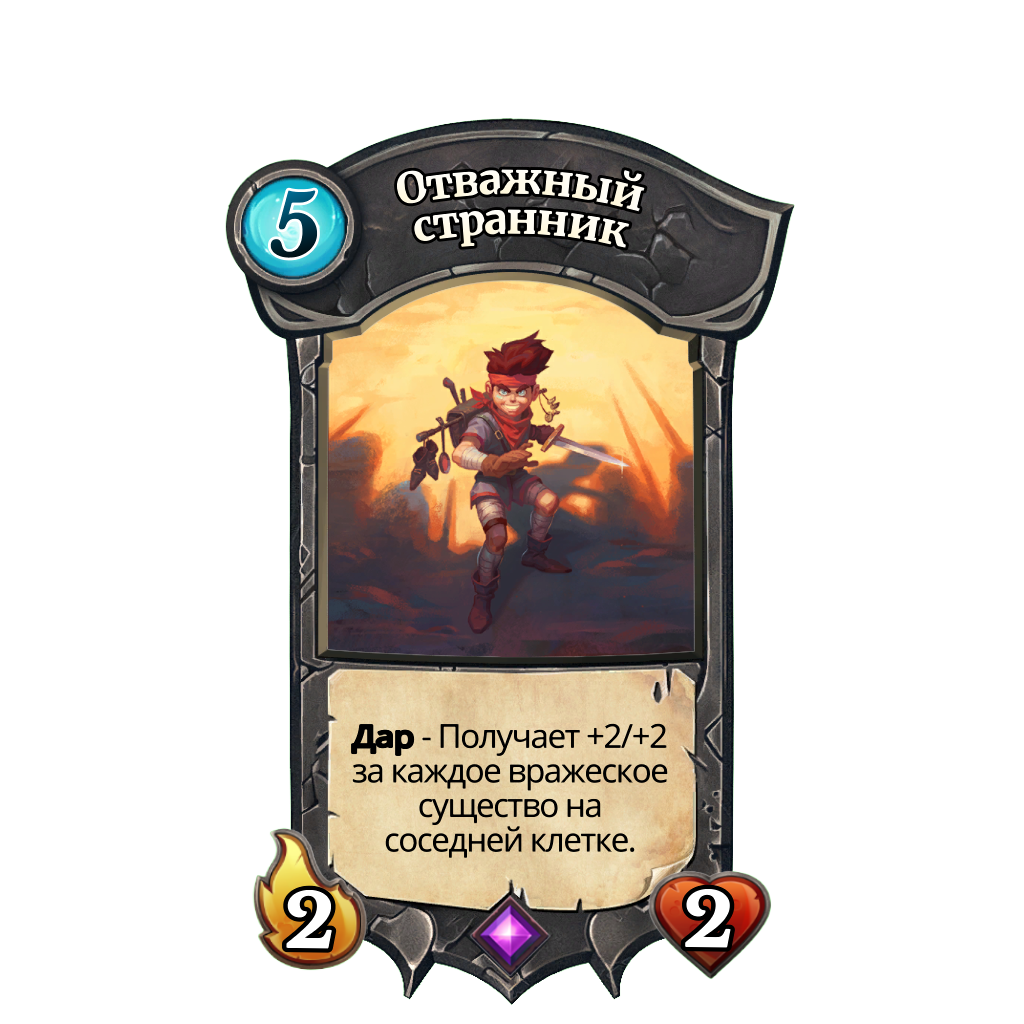 5
Отважный
странник
Дар - Получает +2/+2
за каждое вражеское
существо на
соседней клетке.
2
2